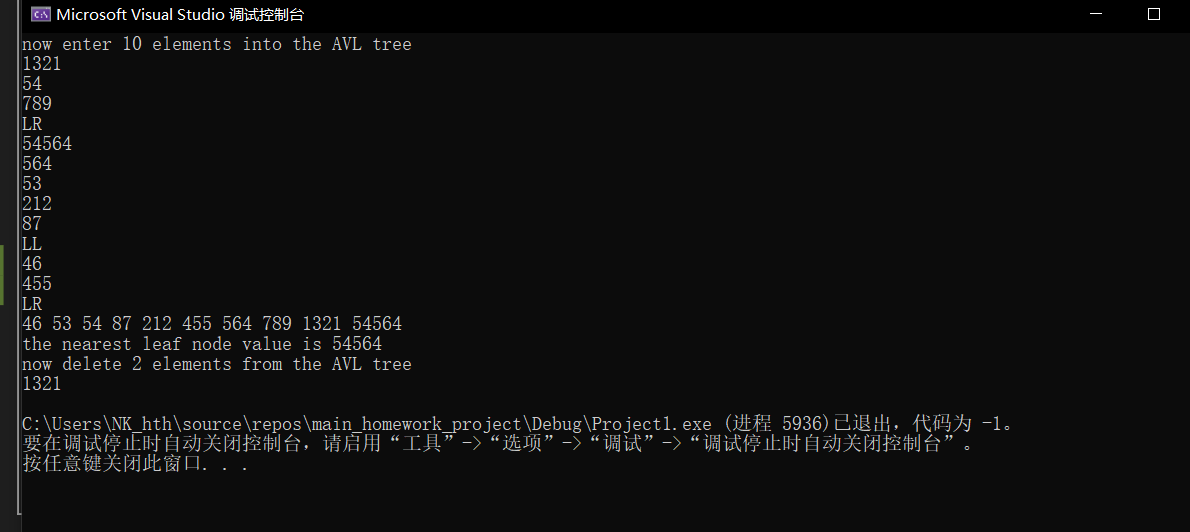 Microsoft Visual Studio 调试控制台
now enter 10 elements into the AVL tree
1321
54
789
LR
54564
564
53
212
87
LL
46
455
LR
46 53 54 87 212 455 564 789 1321 54564
the nearest leaf node value is 54564
now delete 2 elements from the AVL tree
1321
C:\Users\NK_hth\source\repos\main_homework_project\Debug\Project1.exe (进程 5936)已退出，代码为 -1。
要在调试停止时自动关闭控制台，请启用“工具”->“选项”->“调试”->“调试停止时自动关闭控制台”。
按任意键关闭此窗口. . .